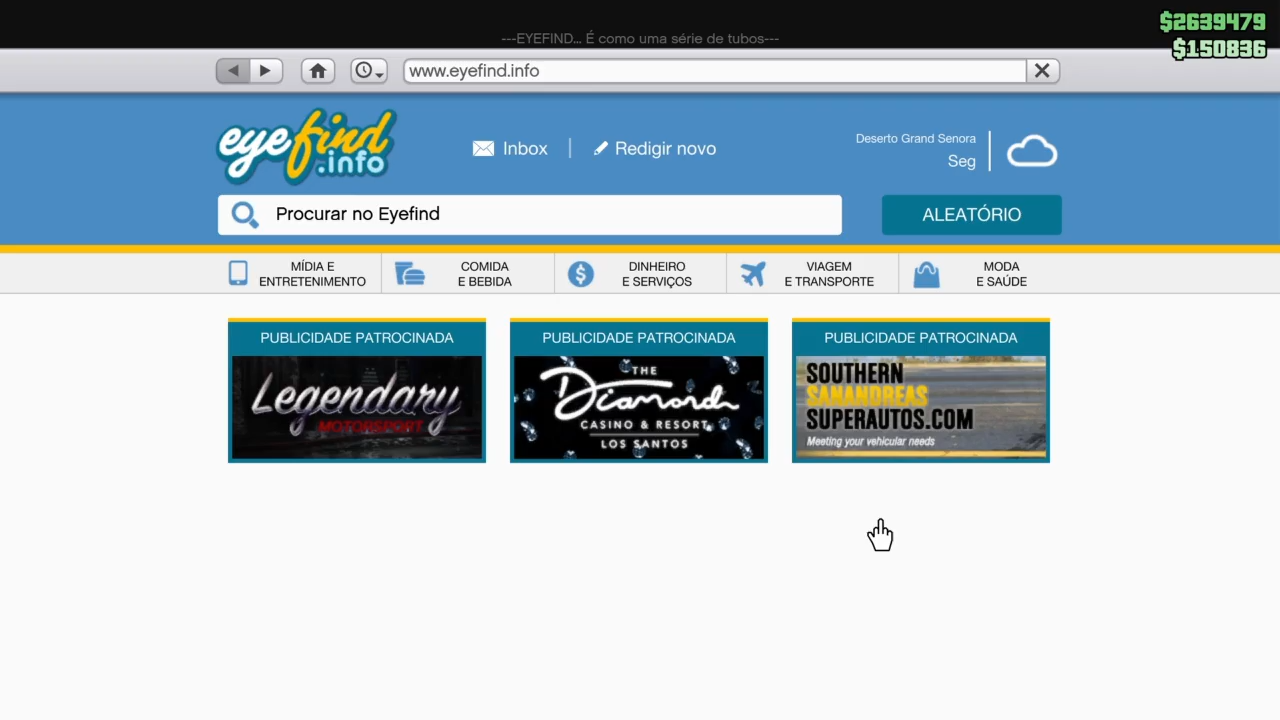 $2639479
---EYEFIND... É como uma série de tubos---
$150836
www.eyefind.info
eyefind
.info
Inbox
Redigir novo
Deserto Grand Senora
Seg
Procurar no Eyefind
ALEATÓRIO
MÍDIA E
ENTRETENIMENTO
COMIDA
E BEBIDA
DINHEIRO
E SERVIÇOS
VIAGEM
E TRANSPORTE
MODA
E SAÚDE
PUBLICIDADE PATROCINADA
Legendary
MOTORSPORT
PUBLICIDADE PATROCINADA
THE
Diamond
CASINO & RESORT
LOS SANTOS
PUBLICIDADE PATROCINADA
SOUTHERN
SANANDREAS
SUPERAUTOS.COM
Meeting your vehicular needs